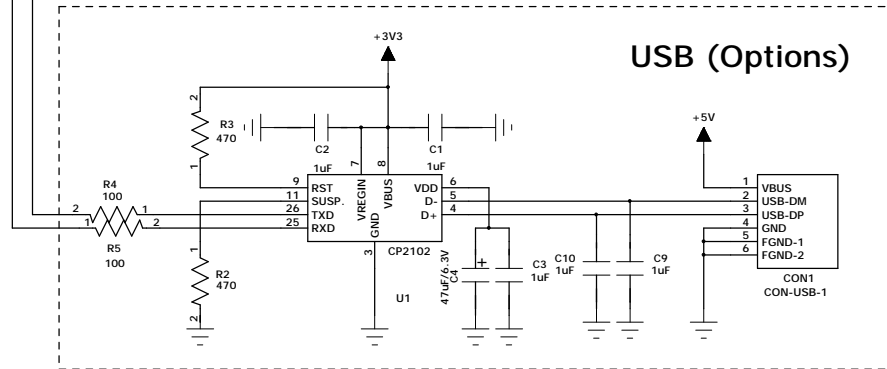 USB (Options)
+3V3
+5V
2
R3
470
1
C2
1uF
C1
1uF
7
8
VREGIN
VBUS
GND
3
9
RST
11
SUSP.
26
TXD
25
RXD
VDD
6
D-
5
D+
4
CP2102
U1
R4
100
2
1
1
2
R5
100
1
R2
470
2
47uF/6.3V
C4
+
C3
1uF
C10
1uF
C9
1uF
1
VBUS
2
USB-DM
3
USB-DP
4
GND
5
FGND-1
6
FGND-2
CON1
CON-USB-1